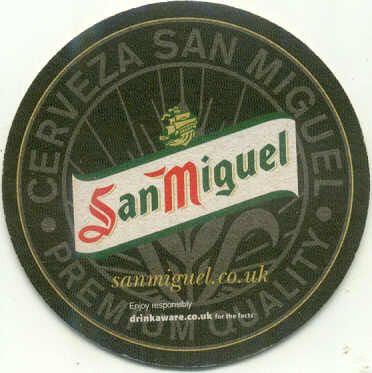 • CERVEZA SAN MIGUEL •
San Miguel
sanmiguel.co.uk
Enjoy responsibly
drinkaware.co.uk for the facts
PREMIUM QUALITY